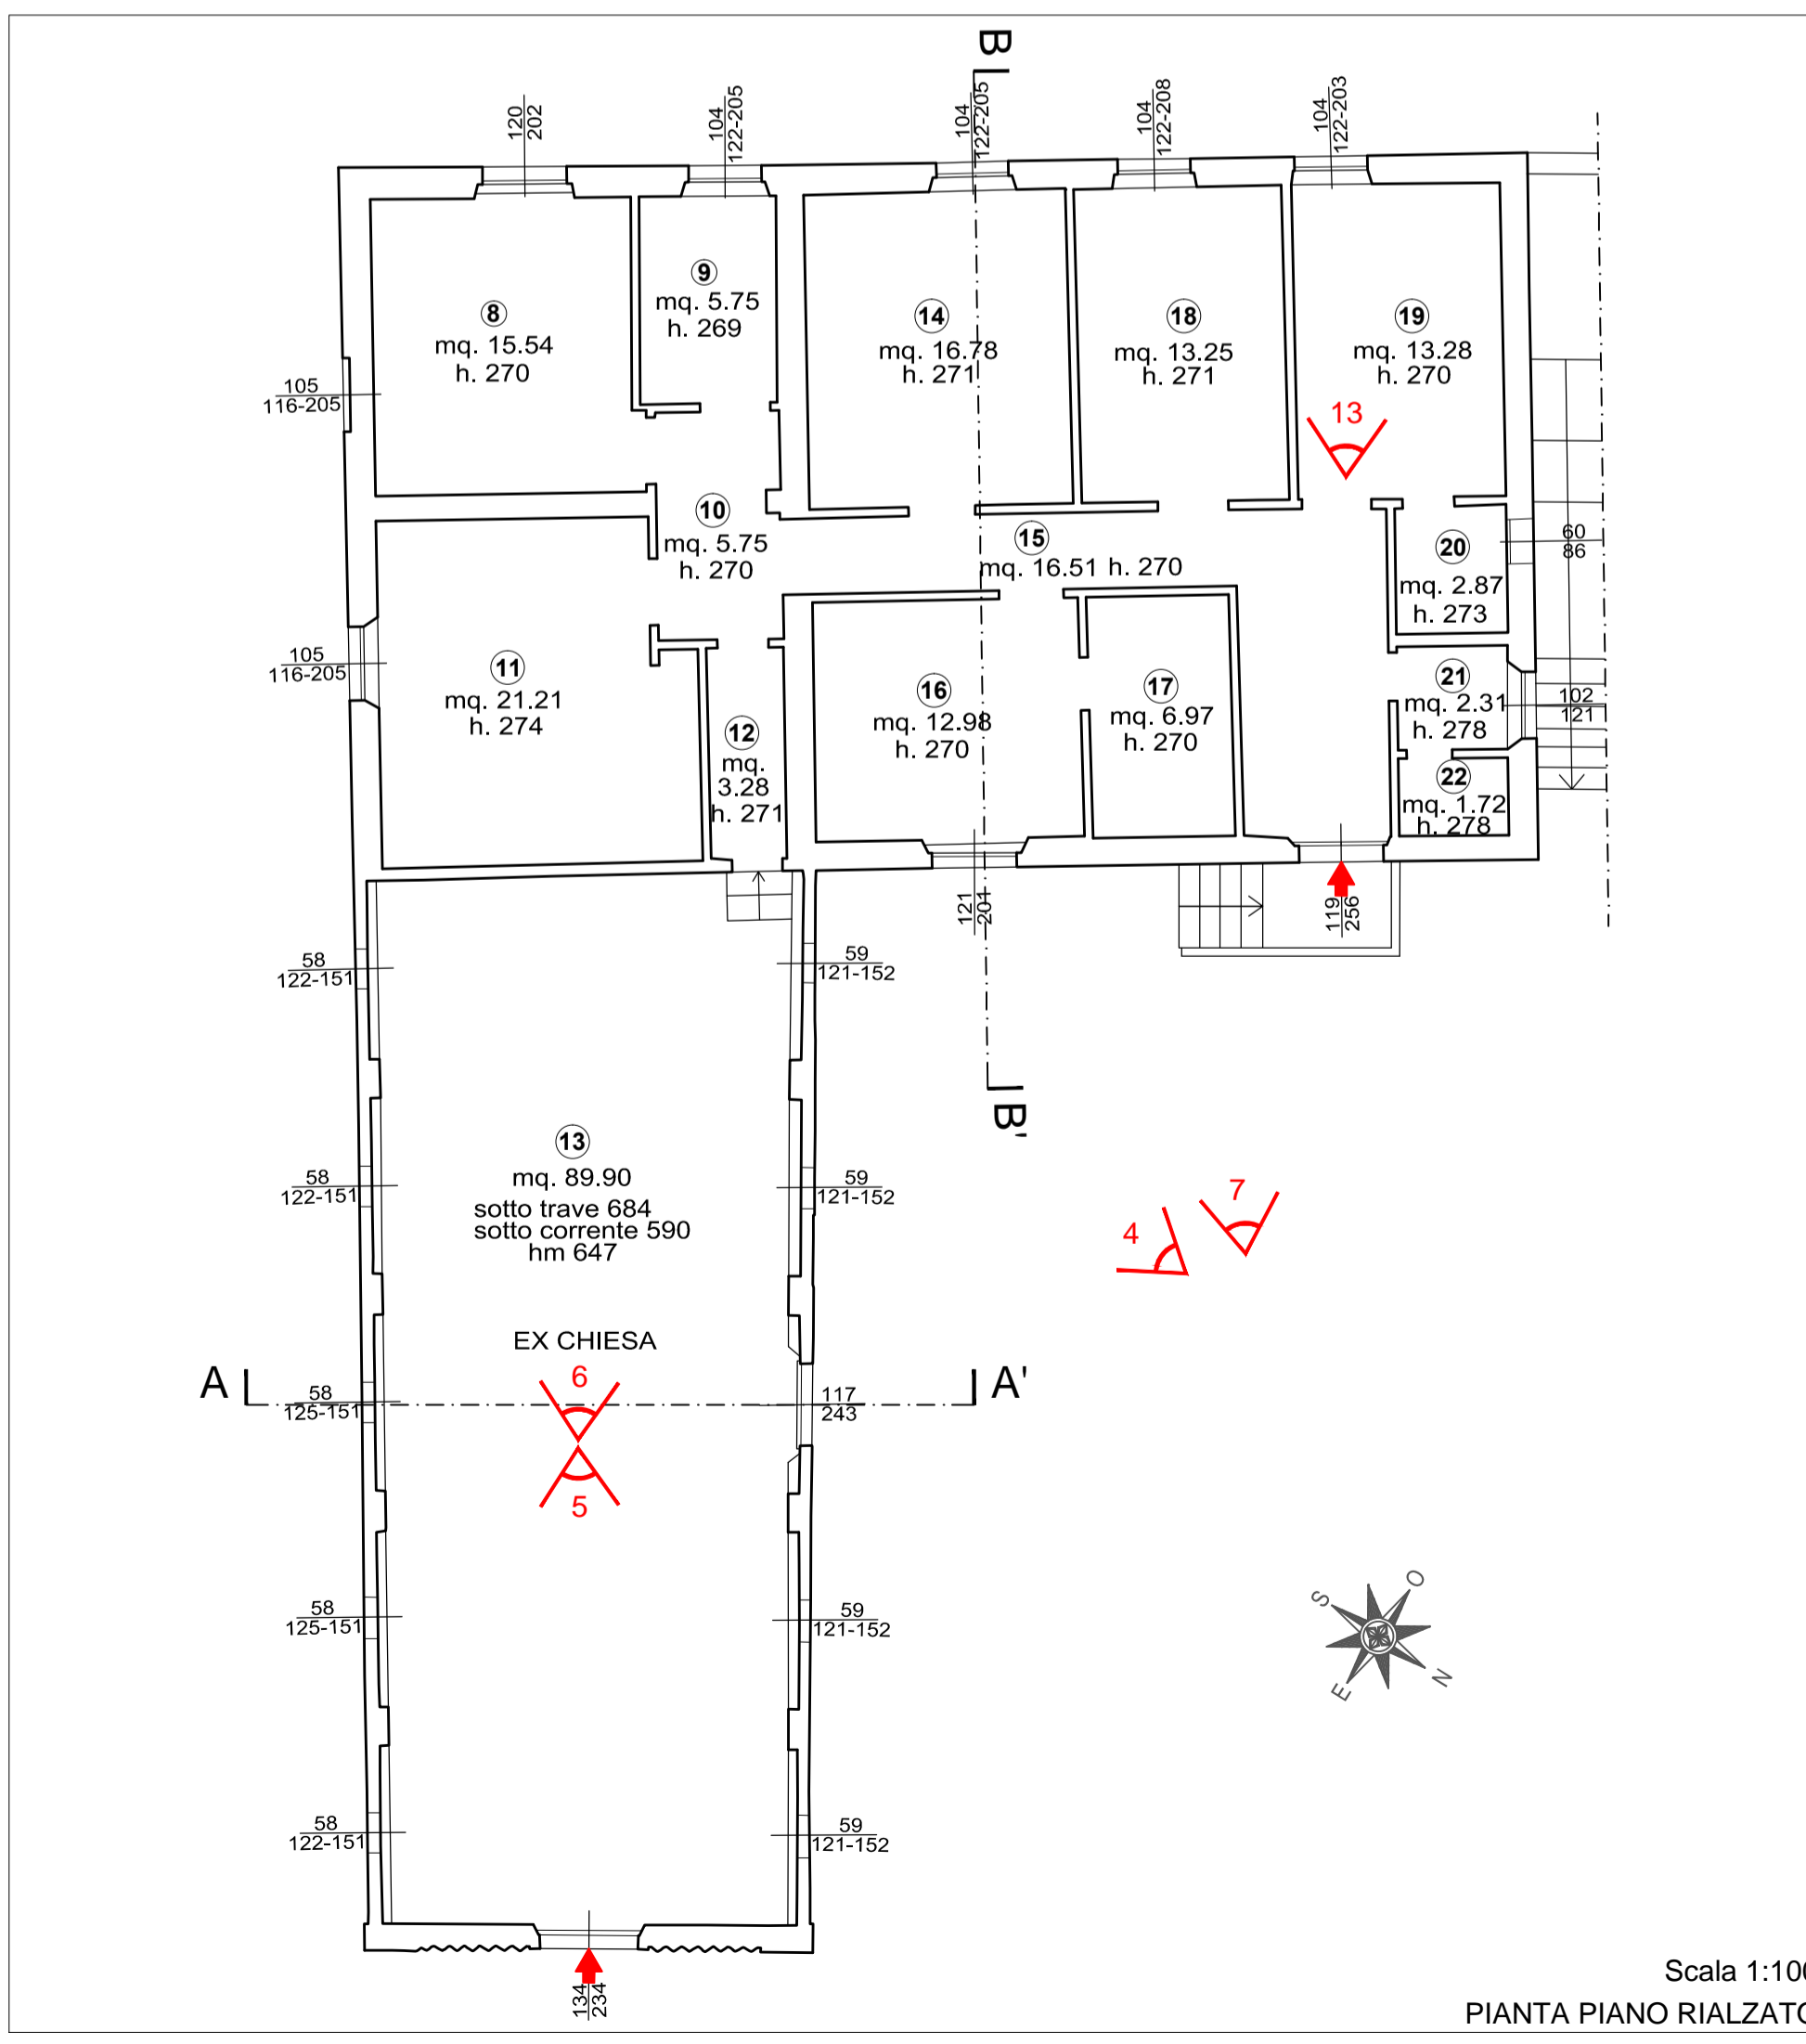 B
120
202
104
122-205
104
122-205
104
122-208
104
122-203
8
mq. 15.54
h. 270
9
mq. 5.75
h. 269
14
mq. 16.78
h. 271
18
mq. 13.25
h. 271
19
mq. 13.28
h. 270
13
105
116-205
10
mq. 5.75
h. 270
15
mq. 16.51 h. 270
20
mq. 2.87
h. 273
60
86
105
116-205
11
mq. 21.21
h. 274
12
mq.
3.28
h. 271
16
mq. 12.98
h. 270
17
mq. 6.97
h. 270
21
mq. 2.31
h. 278
102
121
22
mq. 1.72
h. 278
121
201
119
256
58
122-151
59
121-152
B'
13
mq. 89.90
sotto trave 684
sotto corrente 590
hm 647
58
122-151
59
121-152
4
7
EX CHIESA
A
A'
6
58
125-151
117
243
5
58
125-151
59
121-152
S
O
E
N
58
122-151
59
121-152
134
234
Scala 1:100
PIANTA PIANO RIALZATO